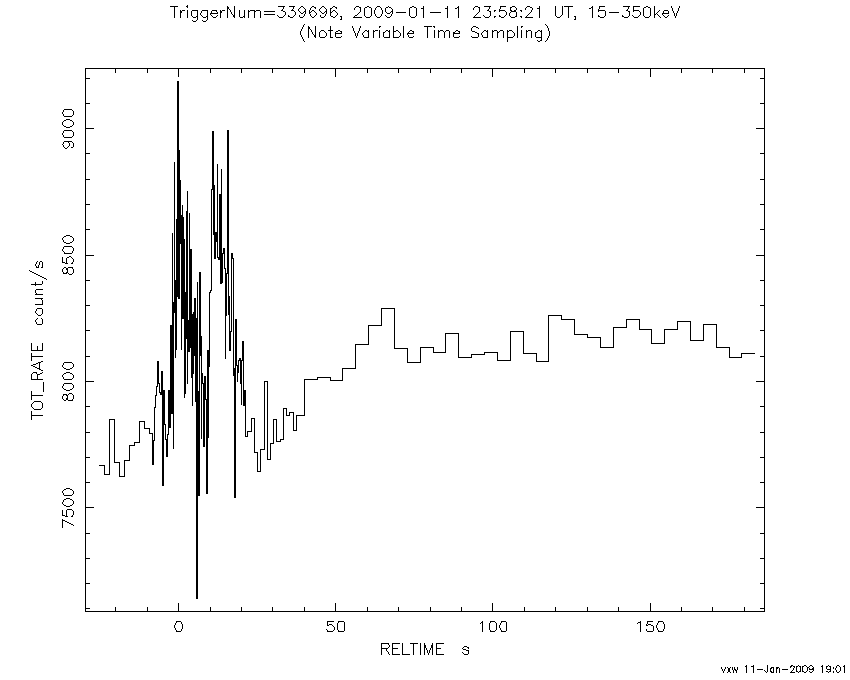 TriggerNum=339696, 2009-01-11 23:58:21 UT, 15-350keV
(Note Variable Time Sampling)
TOT_RATE count/s
9000
8500
8000
7500
0 50 100 150
RELTIME s
vxw 11-Jan-2009 19:01